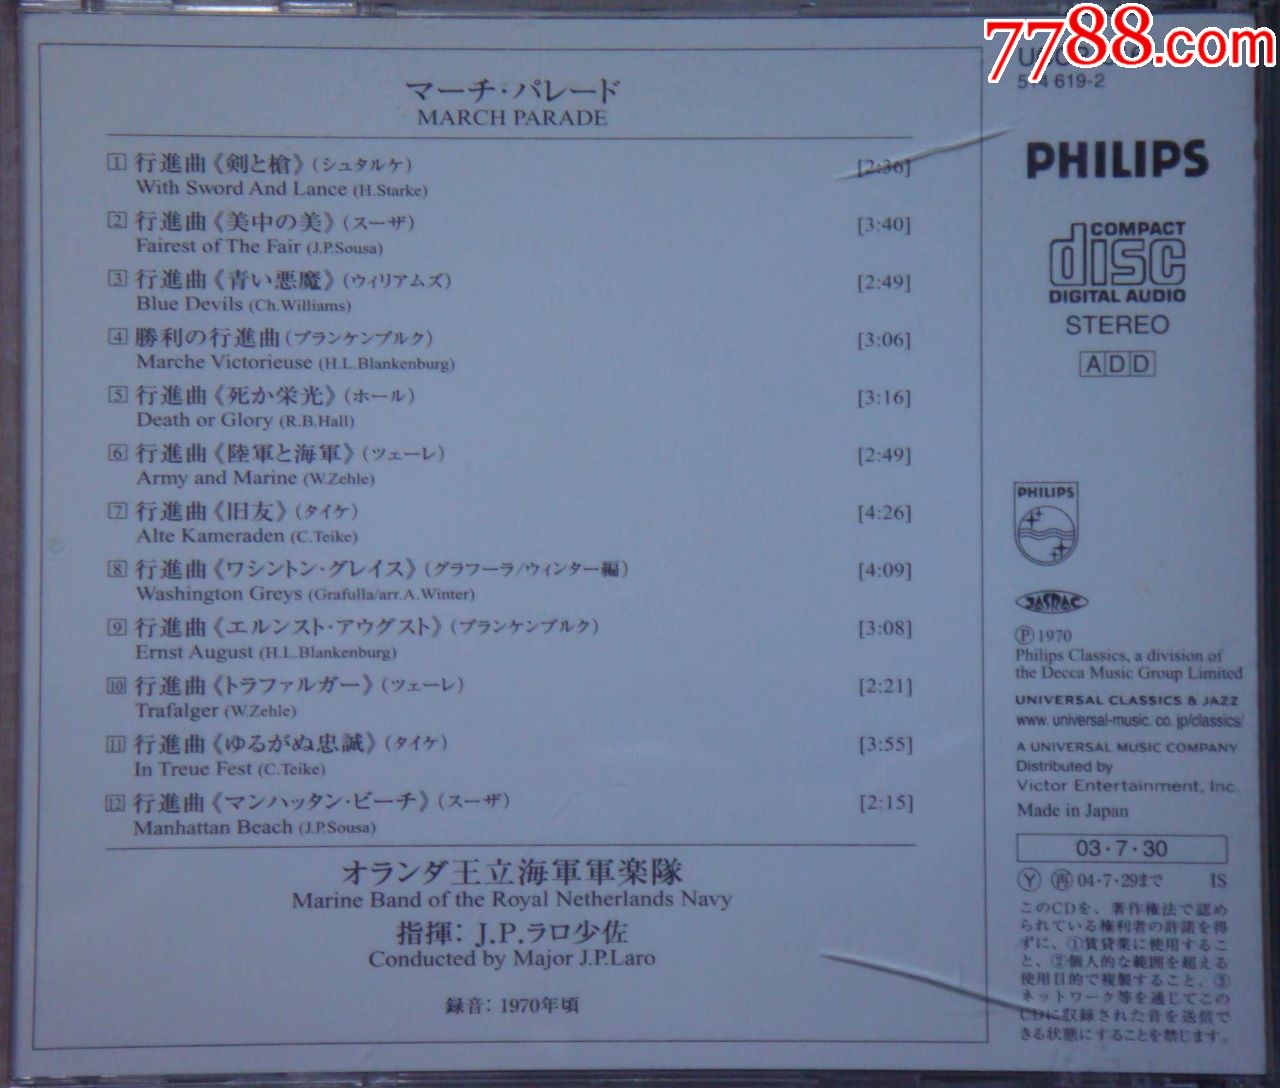 7788.com
マーチ・パレード
MARCH PARADE
1 行進曲《剣と槍》(シュタルケ) [2:36]
With Sword And Lance (H.Starke)
2 行進曲《美中の美》(スーザ) [3:40]
Fairest of The Fair (J.P.Sousa)
3 行進曲《青い悪魔》(ウィリアムズ) [2:49]
Blue Devils (Ch.Williams)
4 勝利の行進曲(ブランケンブルク) [3:06]
Marche Victorieuse (H.L.Blankenburg)
5 行進曲《死か栄光》(ホール) [3:16]
Death or Glory (R.B.Hall)
6 行進曲《陸軍と海軍》(ツェーレ) [2:49]
Army and Marine (W.Zehle)
7 行進曲《旧友》(タイケ) [4:26]
Alte Kameraden (C.Teike)
8 行進曲《ワシントン・グレイス》(グラフーラ/ウィンター編) [4:09]
Washington Greys (Grafulla/arr.A.Winter)
9 行進曲《エルンスト・アウグスト》(ブランケンブルク) [3:08]
Ernst August (H.L.Blankenburg)
10 行進曲《トラファルガー》(ツェーレ) [2:21]
Trafalger (W.Zehle)
11 行進曲《ゆるがぬ忠誠》(タイケ) [3:55]
In Treue Fest (C.Teike)
12 行進曲《マンハッタン・ビーチ》(スーザ) [2:15]
Manhattan Beach (J.P.Sousa)
オランダ王立海軍軍楽隊
Marine Band of the Royal Netherlands Navy
指揮: J.P.ラロ少佐
Conducted by Major J.P.Laro
録音: 1970年頃
514 619-2
PHILIPS
COMPACT
disc
DIGITAL AUDIO
STEREO
ADD
PHILIPS
JASRAC
Ⓟ1970
Philips Classics, a division of
the Decca Music Group Limited
UNIVERSAL CLASSICS & JAZZ
www. universal-music. co. jp/classics/
A UNIVERSAL MUSIC COMPANY
Distributed by
Victor Entertainment, Inc.
Made in Japan
03・7・30
Ⓨ 再 04・7・29まで IS
このCDを、著作権法で認め
られている権利者の許諾を得
ずに、①賃貸業に使用するこ
と、②個人的な範囲を超える
使用目的で複製すること、③
ネットワーク等を通じてこの
CDに収録された音を送信で
きる状態にすることを禁じます。